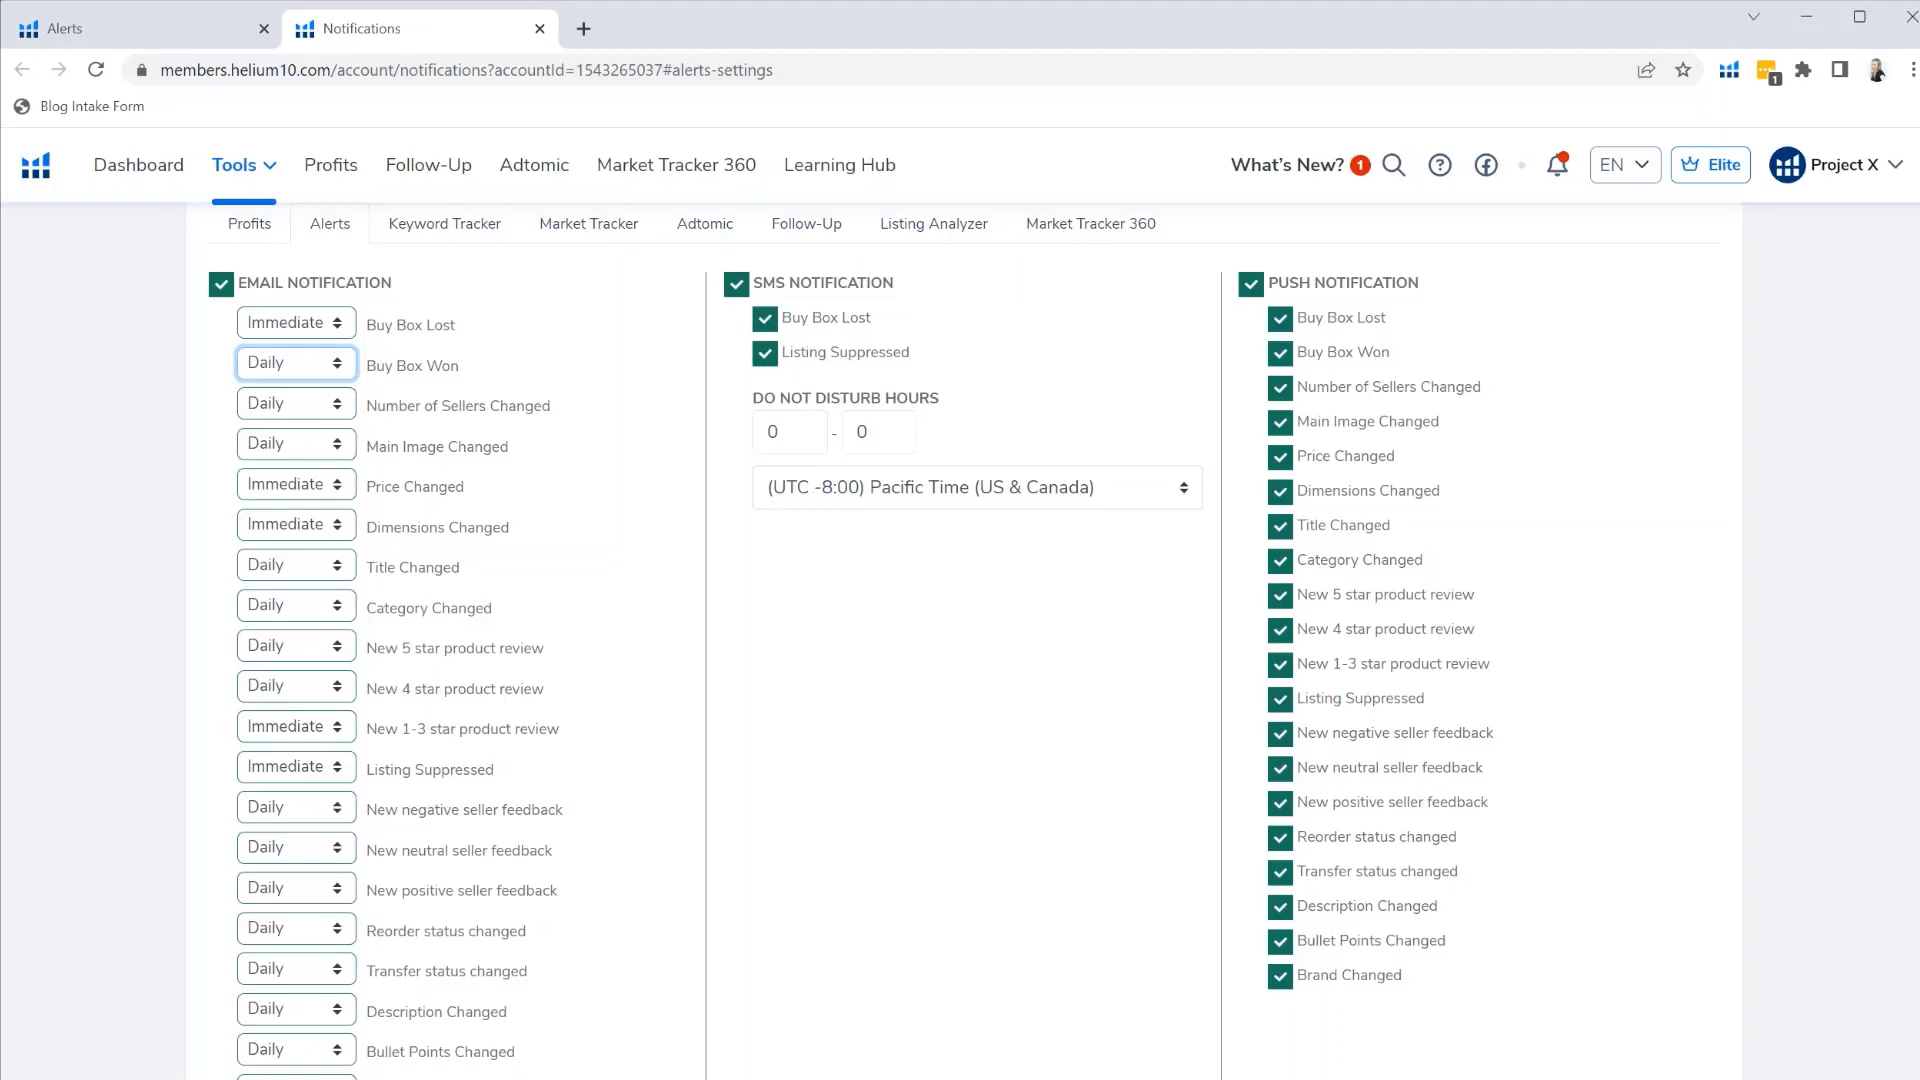 Alerts
Notifications
members.helium10.com/account/notifications?accountId=1543265037#alerts-settings
1
Blog Intake Form
Dashboard Tools Profits Follow-Up Adtomic Market Tracker 360 Learning Hub What's New? 1 EN Elite Project X
Profits Alerts Keyword Tracker Market Tracker Adtomic Follow-Up Listing Analyzer Market Tracker 360
EMAIL NOTIFICATION
Immediate Buy Box Lost
Daily Buy Box Won
Daily Number of Sellers Changed
Daily Main Image Changed
Immediate Price Changed
Immediate Dimensions Changed
Daily Title Changed
Daily Category Changed
Daily New 5 star product review
Daily New 4 star product review
Immediate New 1-3 star product review
Immediate Listing Suppressed
Daily New negative seller feedback
Daily New neutral seller feedback
Daily New positive seller feedback
Daily Reorder status changed
Daily Transfer status changed
Daily Description Changed
Daily Bullet Points Changed
SMS NOTIFICATION
Buy Box Lost
Listing Suppressed
DO NOT DISTURB HOURS
0 - 0
(UTC -8:00) Pacific Time (US & Canada)
PUSH NOTIFICATION
Buy Box Lost
Buy Box Won
Number of Sellers Changed
Main Image Changed
Price Changed
Dimensions Changed
Title Changed
Category Changed
New 5 star product review
New 4 star product review
New 1-3 star product review
Listing Suppressed
New negative seller feedback
New neutral seller feedback
New positive seller feedback
Reorder status changed
Transfer status changed
Description Changed
Bullet Points Changed
Brand Changed